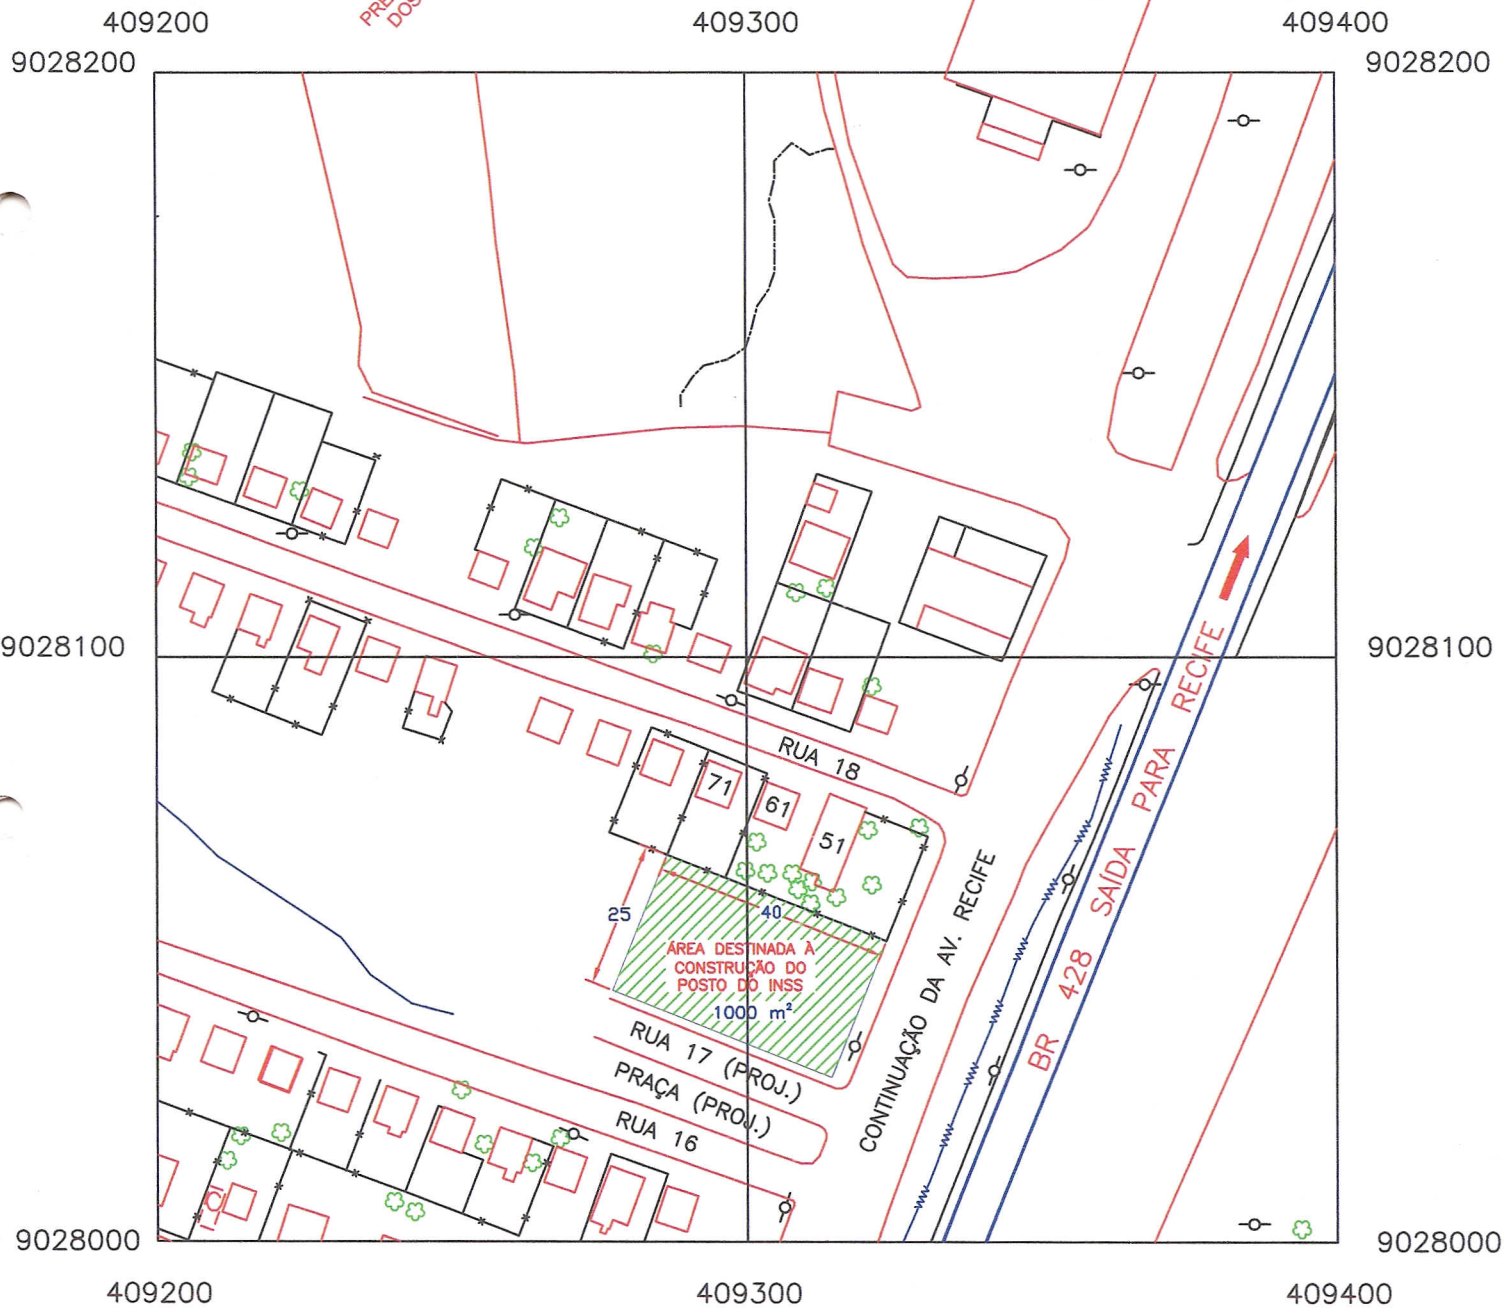 PRE
DOS
409200
409300
409400
9028200
9028200
9028100
9028100
RUA 18
71
61
51
25
40
ÁREA DESTINADA À
CONSTRUÇÃO DO
POSTO DO INSS
1000 m²
RUA 17 (PROJ.)
PRAÇA (PROJ.)
RUA 16
CONTINUAÇÃO DA AV. RECIFE
BR 428 SAÍDA PARA RECIFE
9028000
9028000
409200
409300
409400